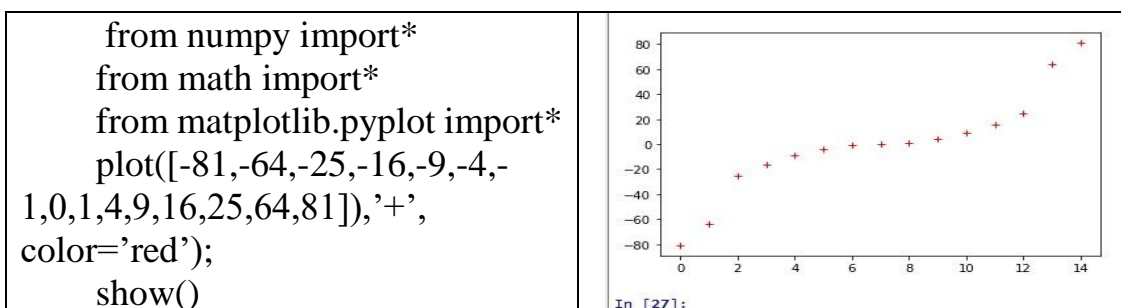 from numpy import*
from math import*
from matplotlib.pyplot import*
plot([-81,-64,-25,-16,-9,-4,-
1,0,1,4,9,16,25,64,81]),’+’,
color=’red’);
show()
80
60
40
20
0
−20
−40
−60
−80
0 2 4 6 8 10 12 14
In [27]: